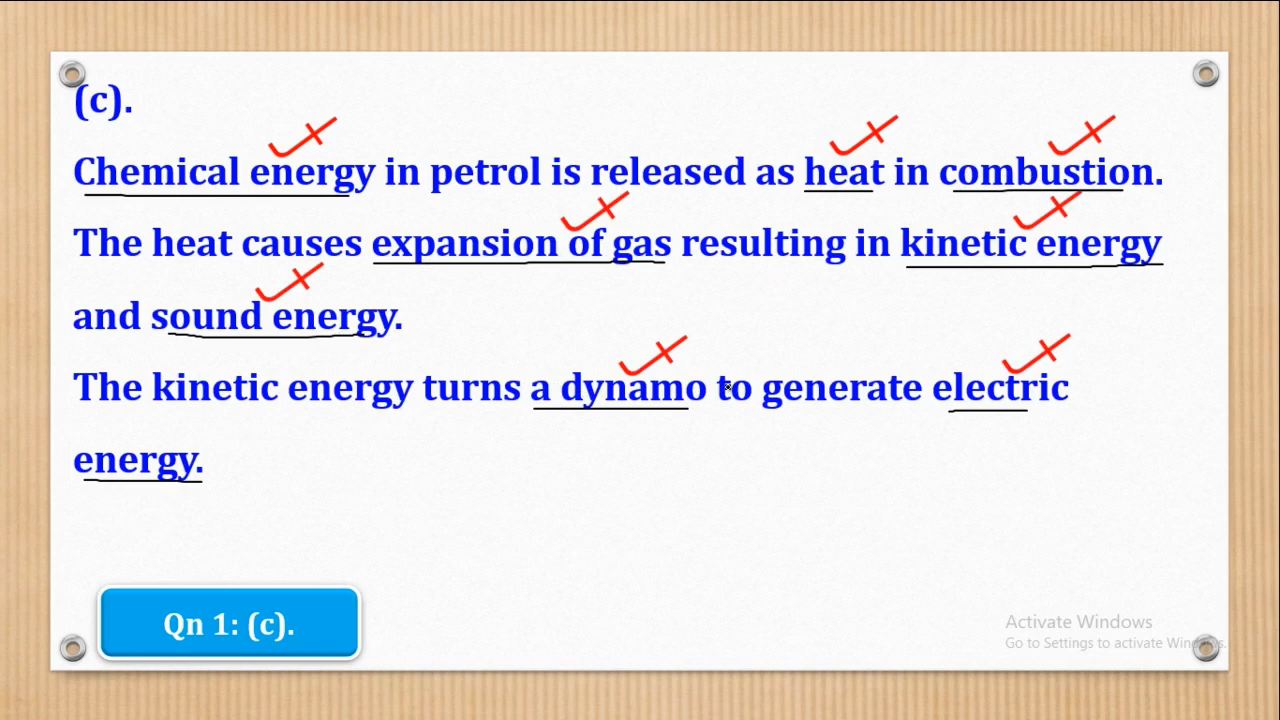 (c).
Chemical energy in petrol is released as heat in combustion.
The heat causes expansion of gas resulting in kinetic energy
and sound energy.
The kinetic energy turns a dynamo to generate electric
energy.
Qn 1: (c).
Activate Windows
Go to Settings to activate Windows.